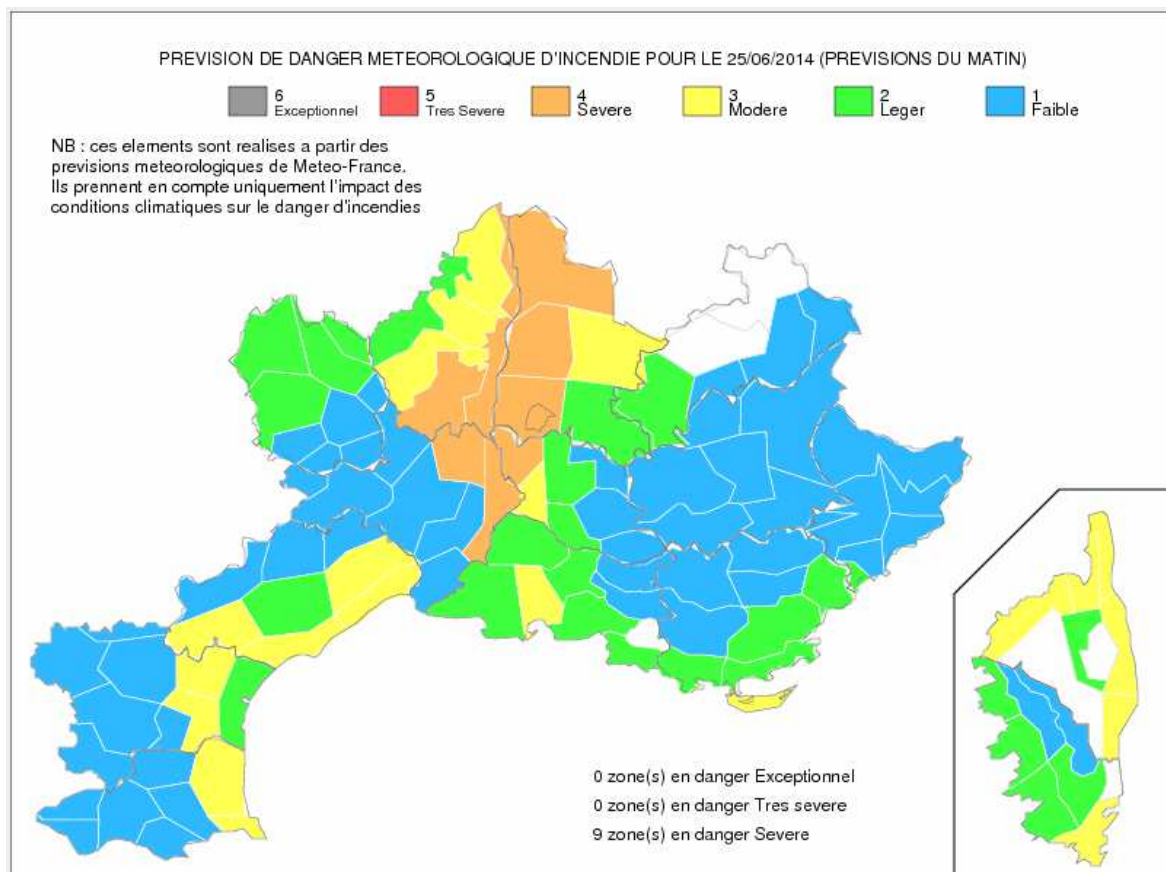 PREVISION DE DANGER METEOROLOGIQUE D'INCENDIE POUR LE 25/06/2014 (PREVISIONS DU MATIN)
6 Exceptionnel
5 Tres Severe
4 Severe
3 Modere
2 Leger
1 Faible
NB : ces elements sont realises a partir des
previsions meteorologiques de Meteo-France.
Ils prennent en compte uniquement l'impact des
conditions climatiques sur le danger d'incendies
0 zone(s) en danger Exceptionnel
0 zone(s) en danger Tres severe
9 zone(s) en danger Severe